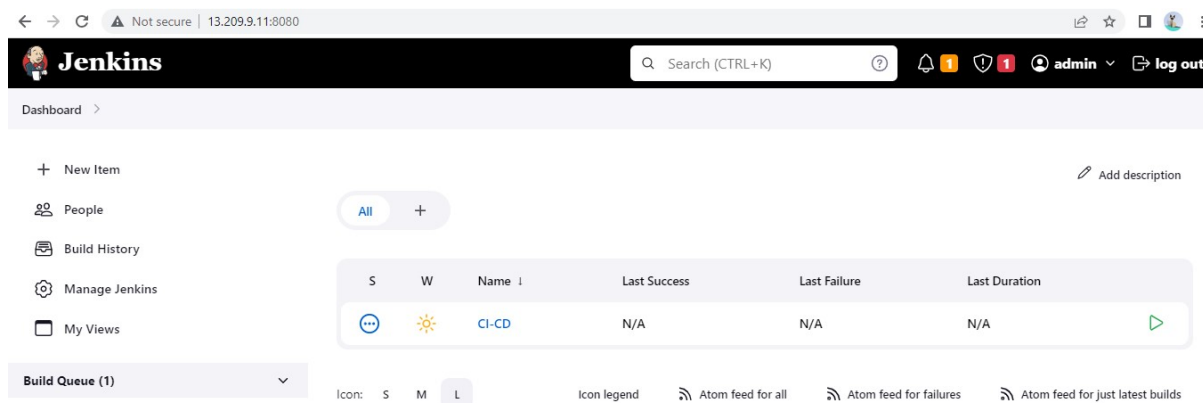 Not secure | 13.209.9.11:8080
Jenkins
Search (CTRL+K)
1
1
admin
log out
Dashboard
New Item
Add description
People
All
+
Build History
Manage Jenkins
My Views
S W Name ↓ Last Success Last Failure Last Duration
CI-CD N/A N/A N/A
Build Queue (1)
Icon: S M L
Icon legend
Atom feed for all
Atom feed for failures
Atom feed for just latest builds